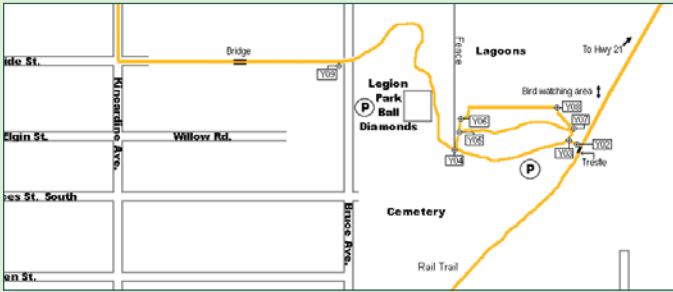 To Hwy 21
Lagoons
Bridge
Fence
ide St.
Y09
Bird watching area
Legion
Park
Ball
Diamonds
P
Kincardine Ave.
Y08
Y07
Y06
Y05
Y04
Y03
Y02
Trestle
P
Elgin St.
Willow Rd.
ces St. South
Bruce Ave.
Cemetery
Rail Trail
en St.